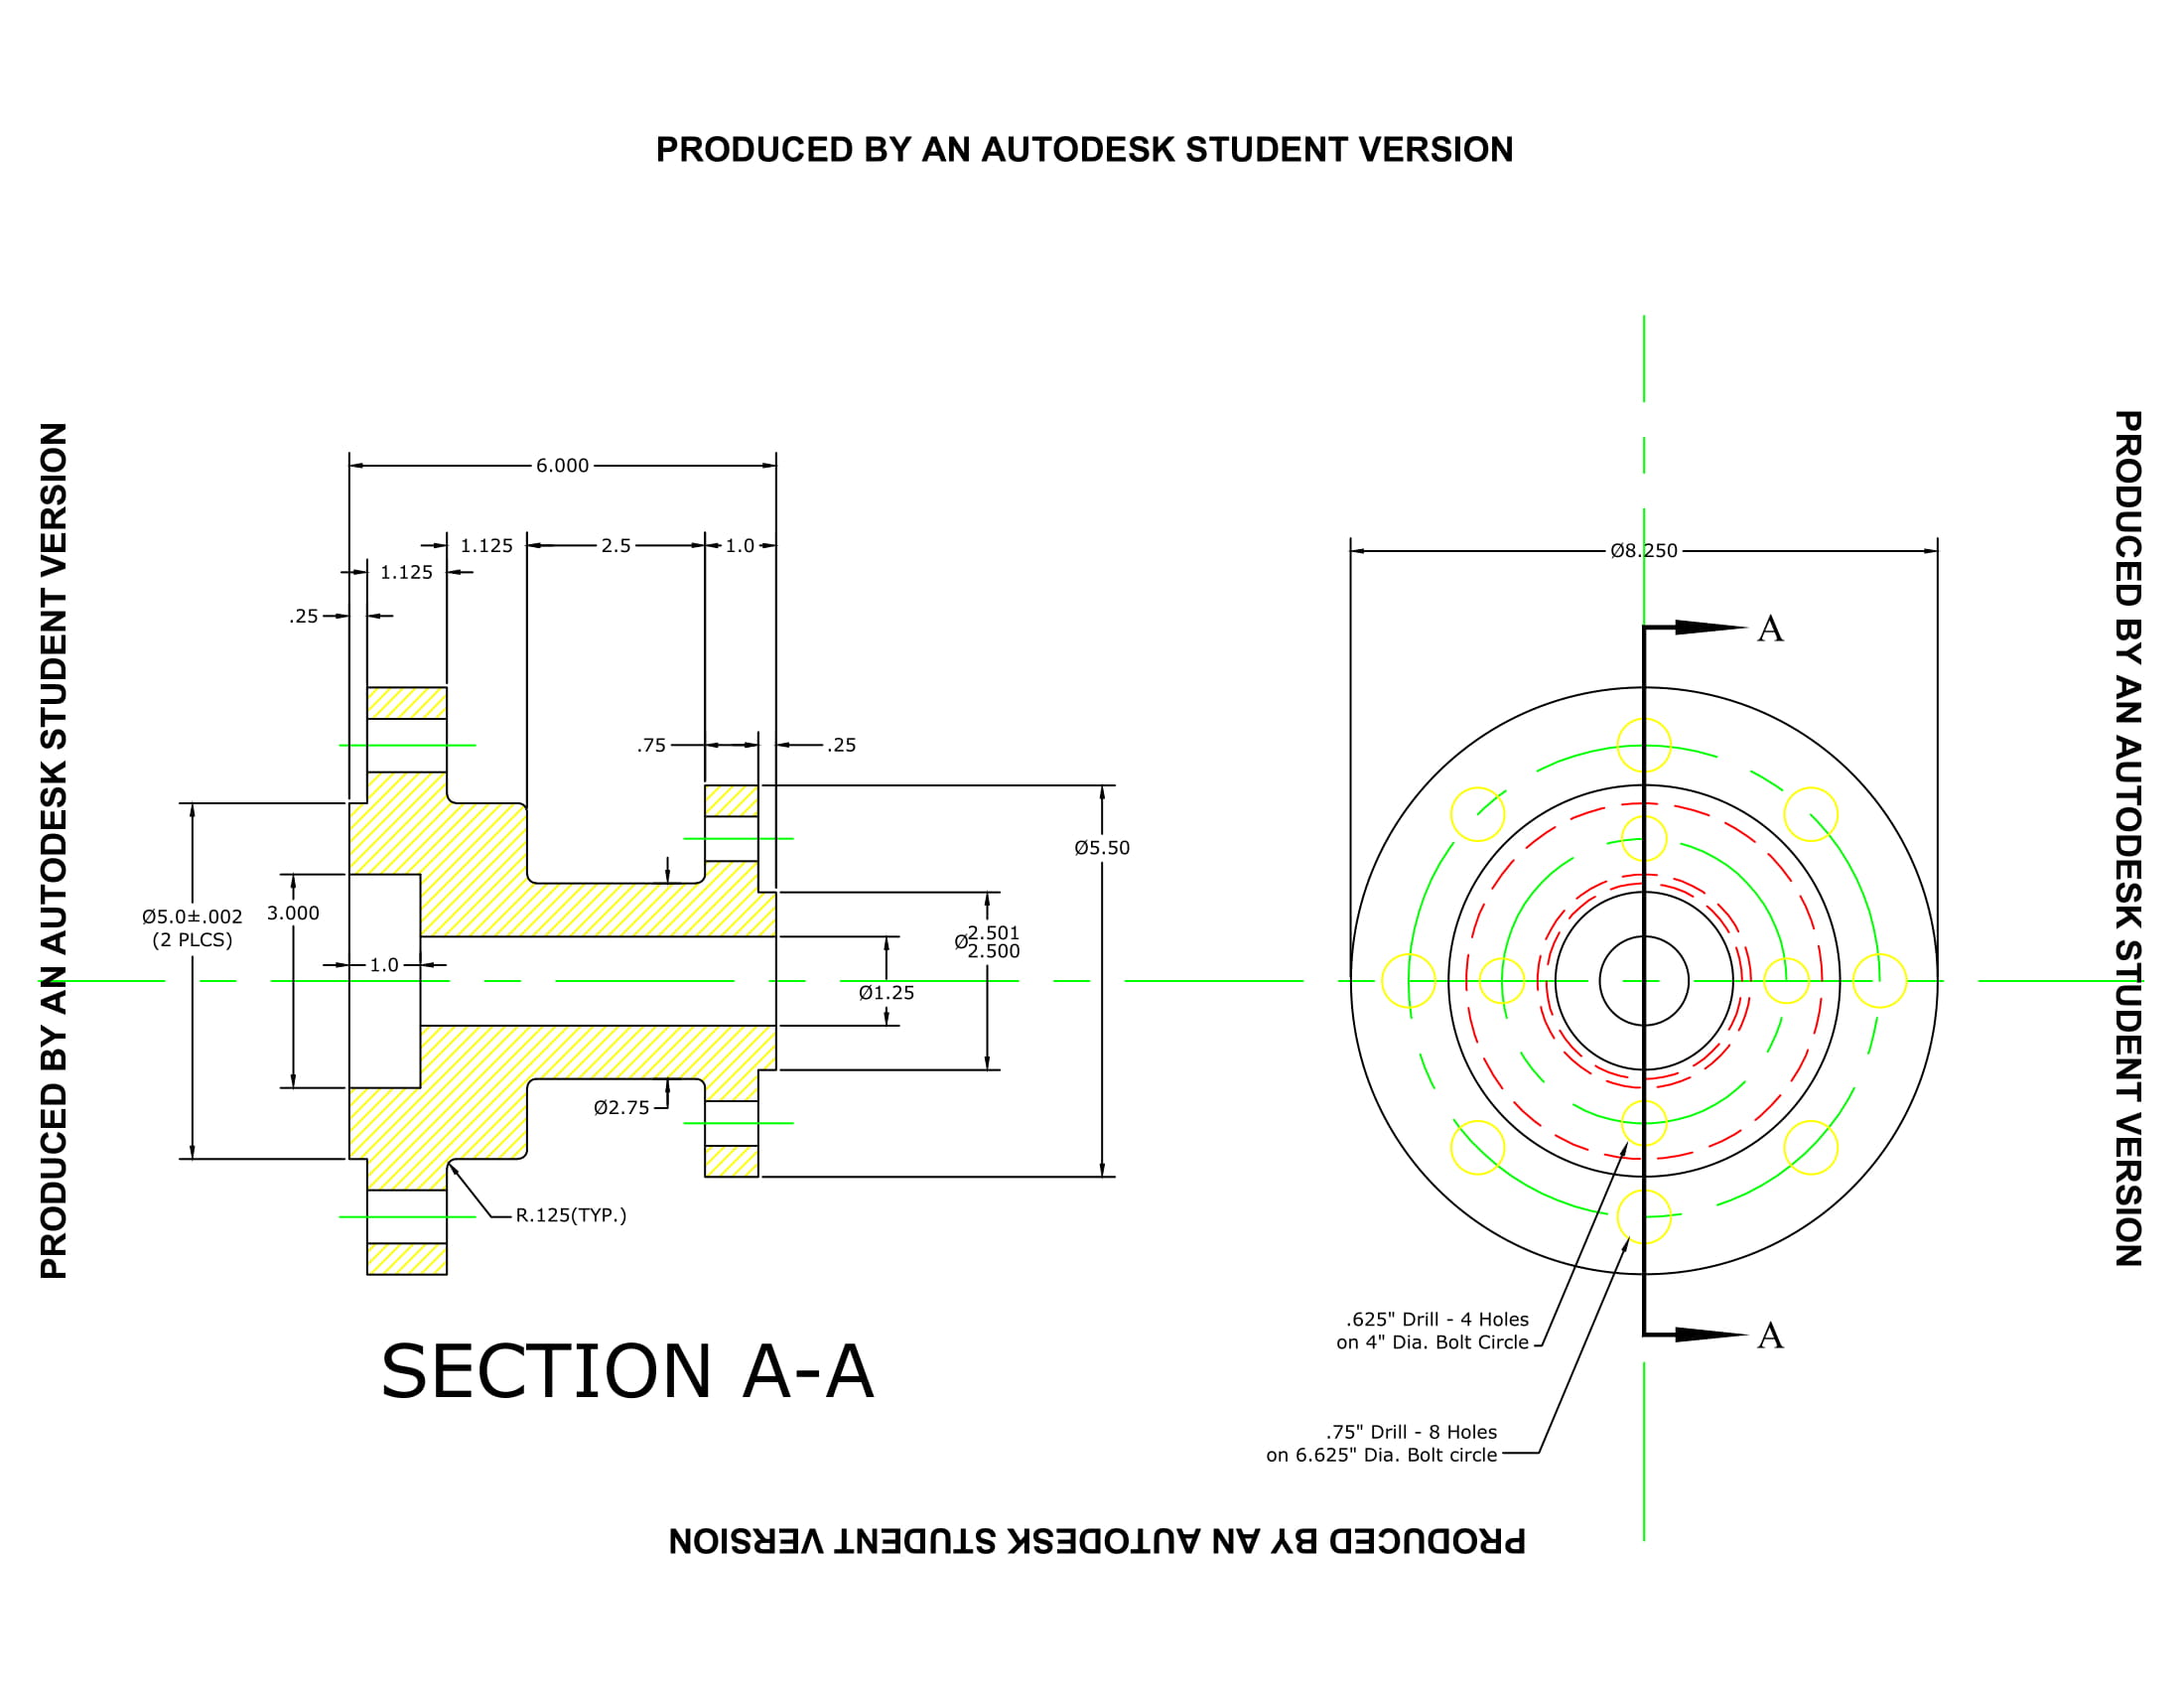 PRODUCED BY AN AUTODESK STUDENT VERSION
PRODUCED BY AN AUTODESK STUDENT VERSION
PRODUCED BY AN AUTODESK STUDENT VERSION
6.000
1.125
2.5
1.0
1.125
.25
Ø8.250
A
.75
.25
Ø5.50
Ø5.0±.002
(2 PLCS)
3.000
1.0
Ø2.501
2.500
Ø1.25
Ø2.75
R.125(TYP.)
.625" Drill - 4 Holes
on 4" Dia. Bolt Circle
A
SECTION A-A
.75" Drill - 8 Holes
on 6.625" Dia. Bolt circle
PRODUCED BY AN AUTODESK STUDENT VERSION